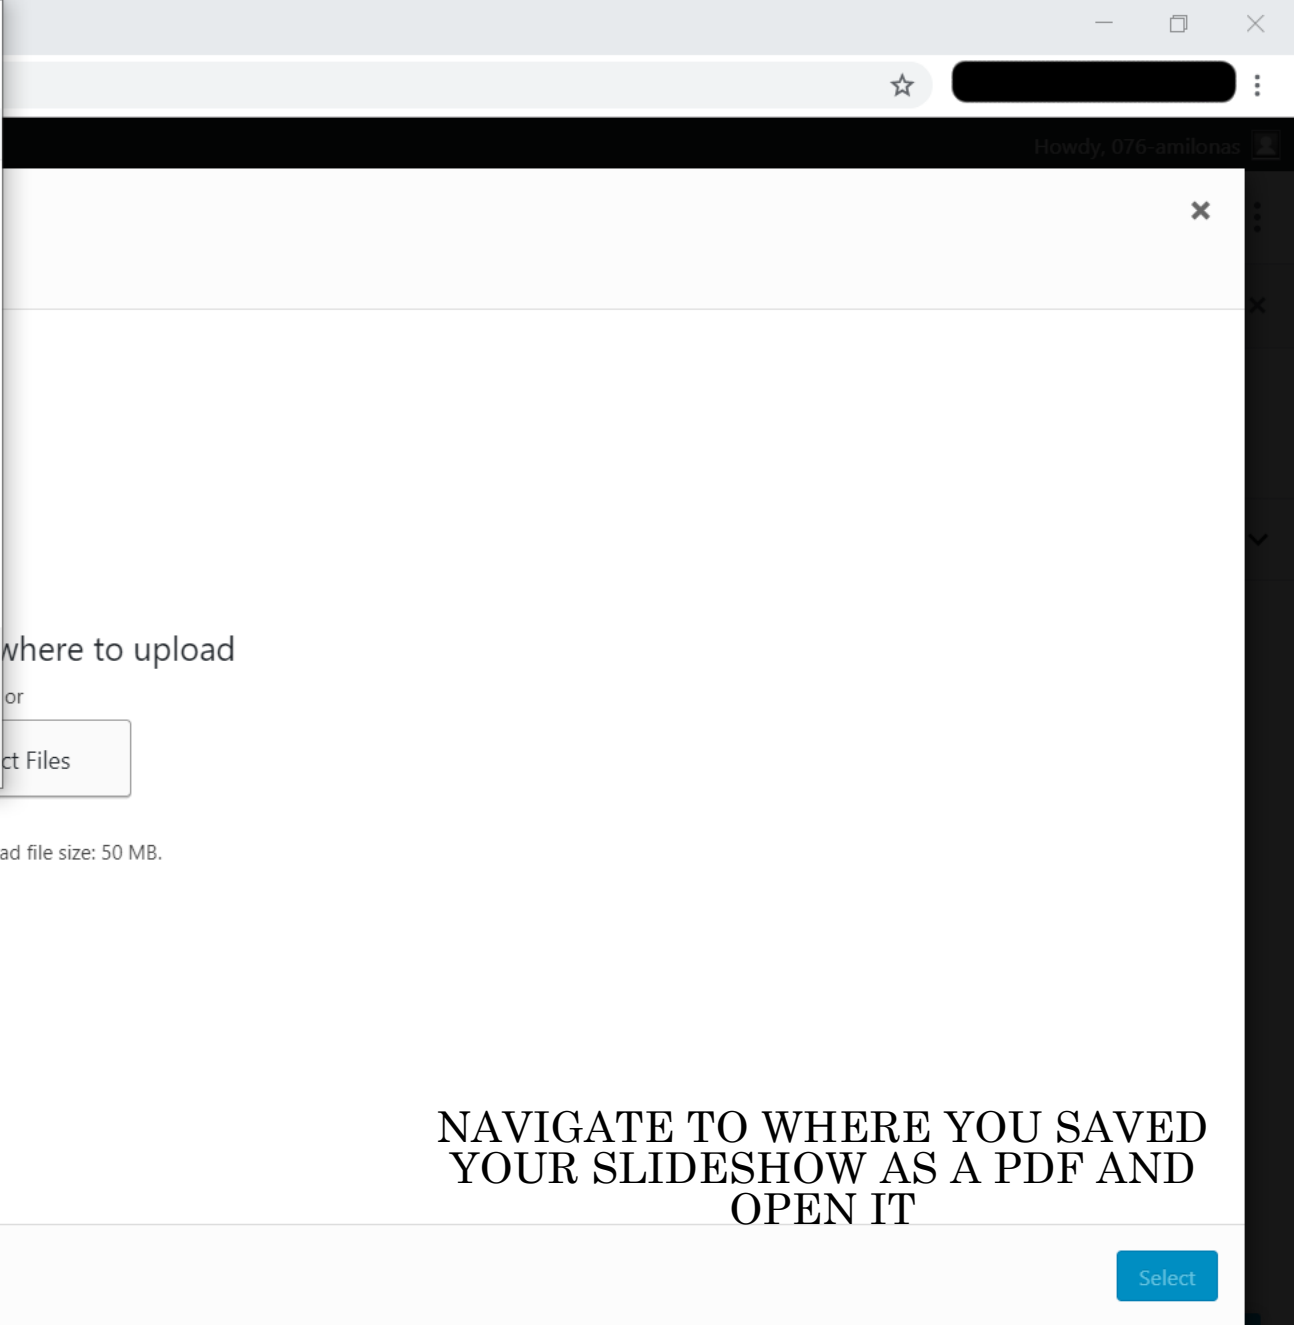 Howdy, 076-amilonas
where to upload
or
ct Files
ad file size: 50 MB.
NAVIGATE TO WHERE YOU SAVED
YOUR SLIDESHOW AS A PDF AND
OPEN IT
Select